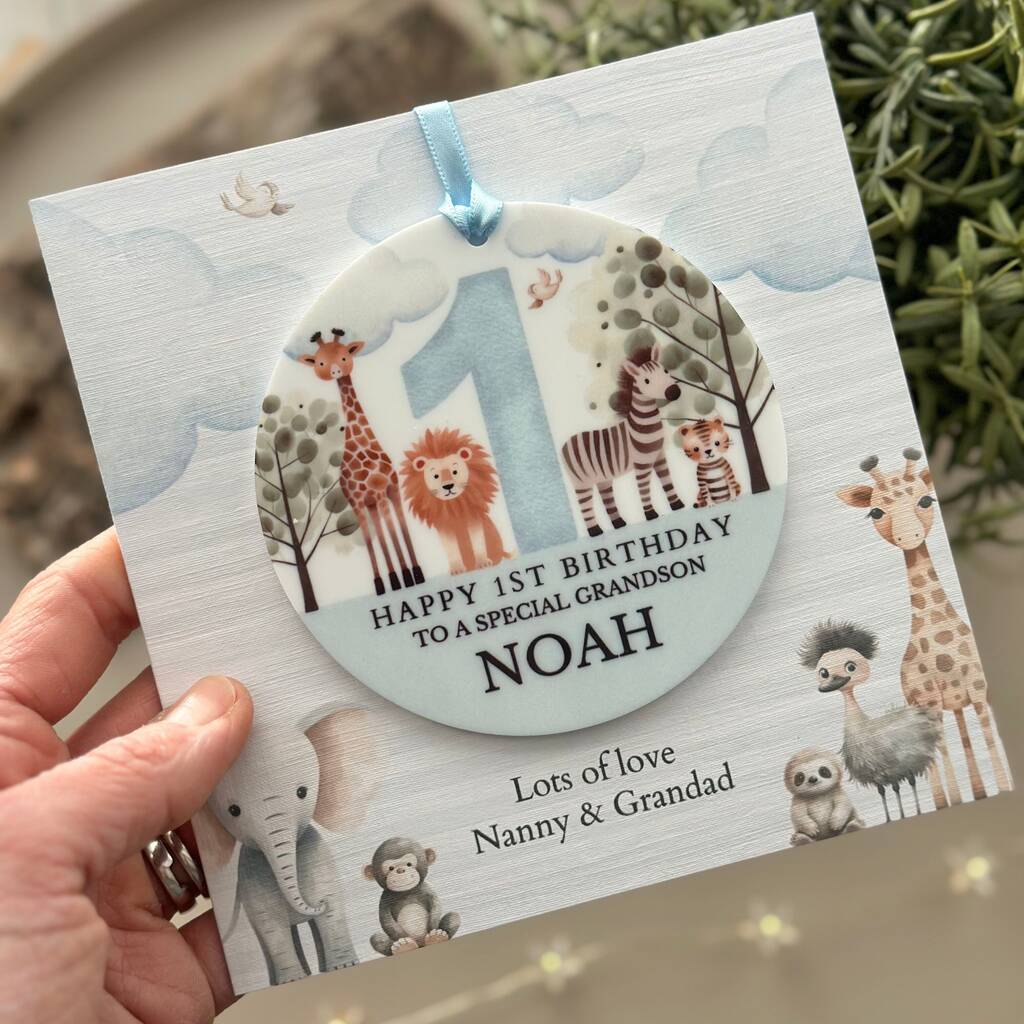 1
HAPPY 1ST BIRTHDAY
TO A SPECIAL GRANDSON
NOAH
Lots of love
Nanny & Grandad